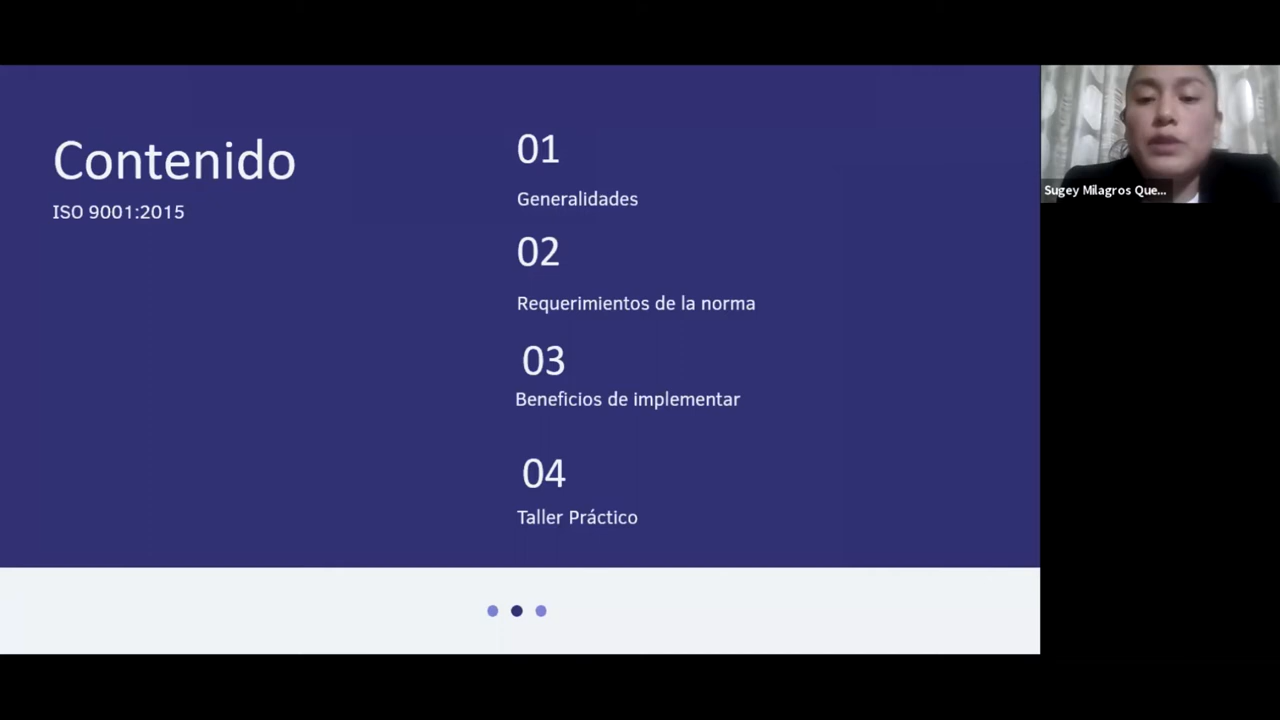 Contenido
ISO 9001:2015
01
Generalidades
02
Requerimientos de la norma
03
Beneficios de implementar
04
Taller Práctico
Sugey Milagros Que...